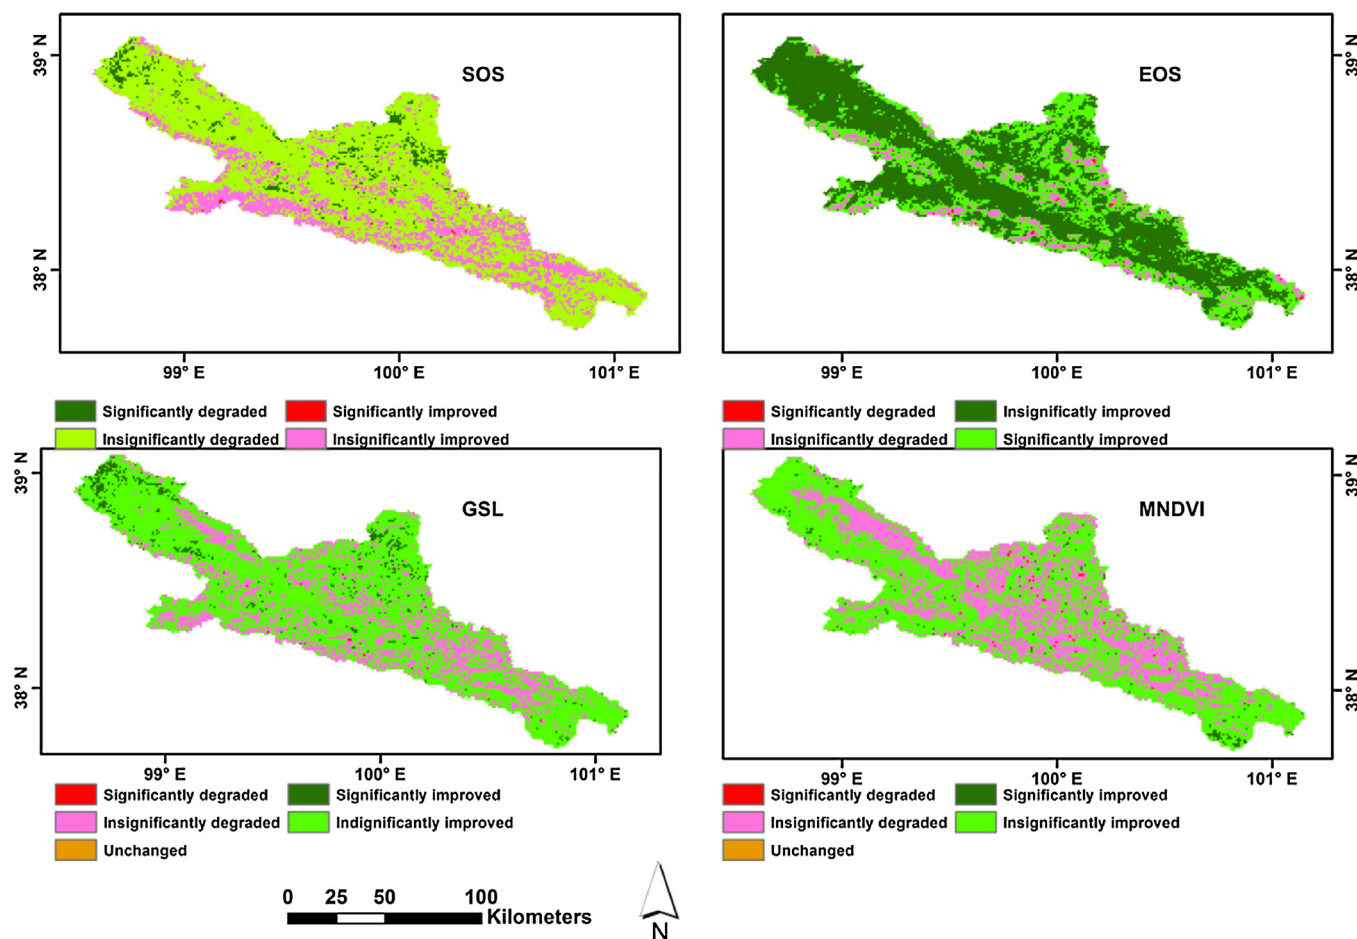 SOS
EOS
39° N
39° N
38° N
38° N
99° E
100° E
101° E
99° E
100° E
101° E
Significantly degraded
Significantly improved
Insignificantly degraded
Insignificantly improved
Significantly degraded
Insignificatly improved
Insignificantly degraded
Significantly improved
GSL
MNDVI
39° N
39° N
38° N
38° N
99° E
100° E
101° E
99° E
100° E
101° E
Significantly degraded
Significantly improved
Insignificantly degraded
Indignificantly improved
Unchanged
Significantly degraded
Significantly improved
Insignificantly degraded
Insignificantly improved
Unchanged
0 25 50 100
Kilometers
N